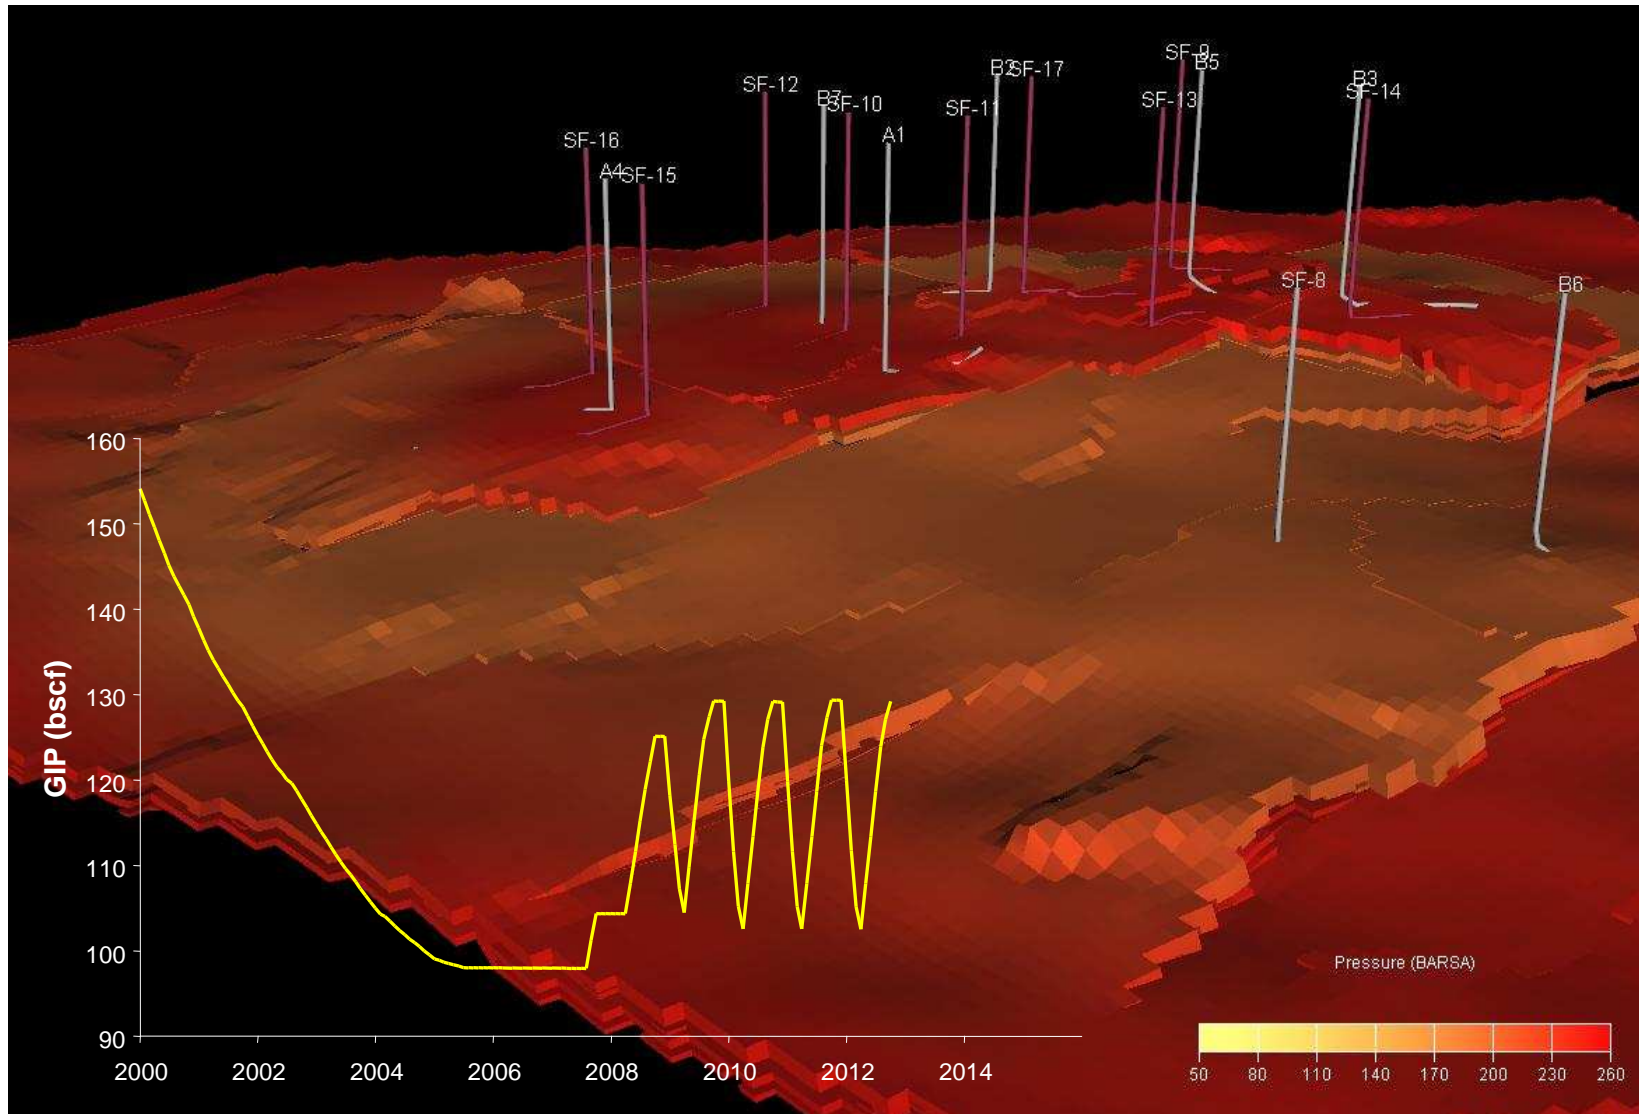 SF-9
B5
B2
SF-17
SF-12
B3
SF-14
B7
SF-10
SF-11
SF-13
A1
SF-16
A4
SF-15
SF-8
B6
160
150
140
130
120
110
100
90
GIP (bscf)
2000 2002 2004 2006 2008 2010 2012 2014
Pressure (BARSA)
50 80 110 140 170 200 230 260